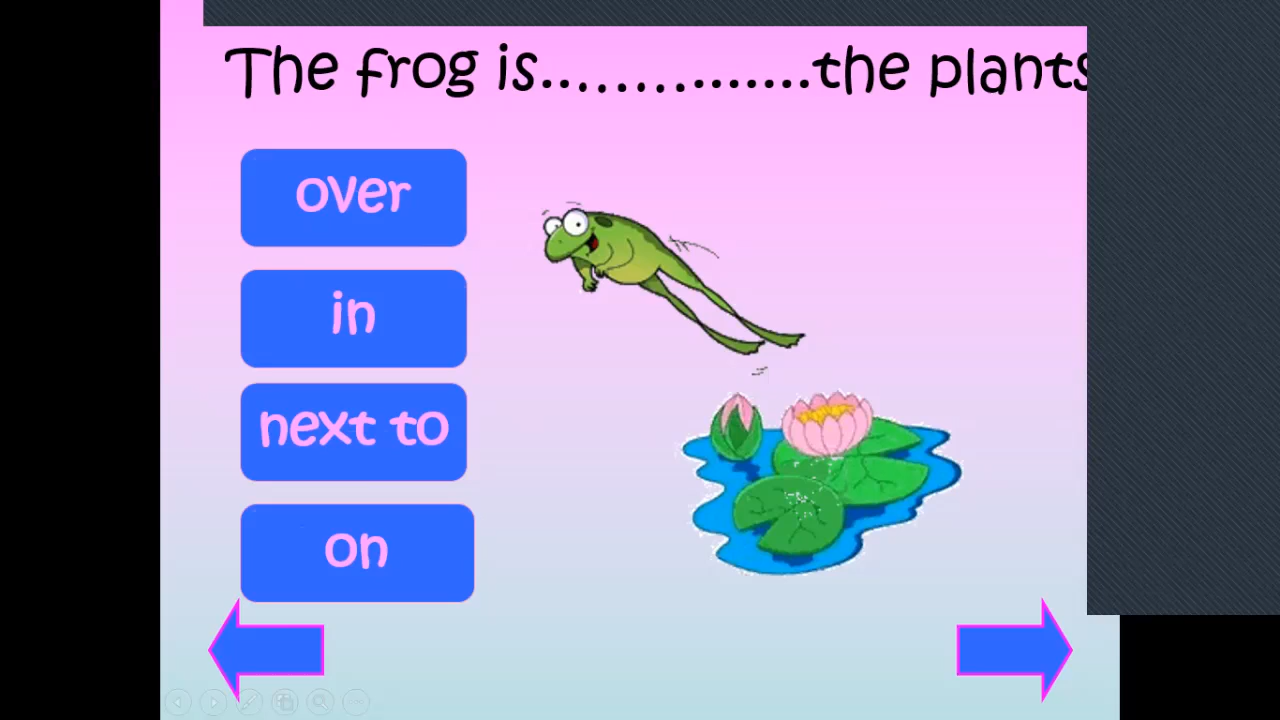 The frog is...............the plants
over
in
next to
on